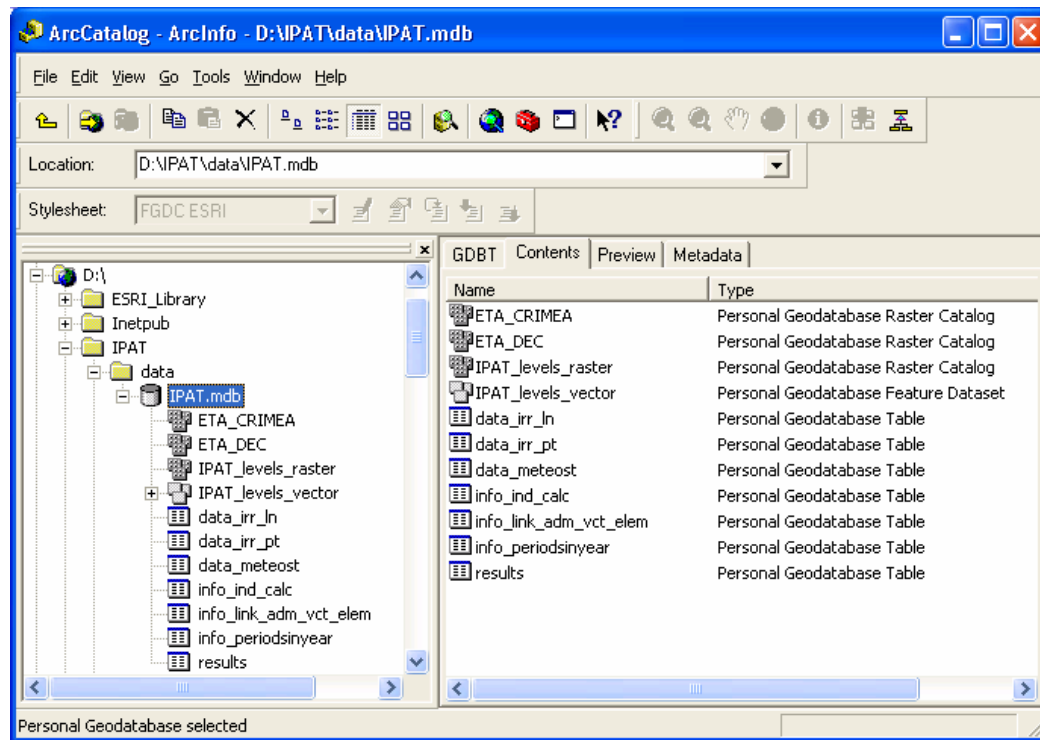 ArcCatalog - ArcInfo - D:\IPAT\data\IPAT.mdb
File Edit View Go Tools Window Help
Location: D:\IPAT\data\IPAT.mdb
Stylesheet: FGDC ESRI
D:\
ESRI_Library
Inetpub
IPAT
data
IPAT.mdb
ETA_CRIMEA
ETA_DEC
IPAT_levels_raster
IPAT_levels_vector
data_irr_ln
data_irr_pt
data_meteost
info_ind_calc
info_link_adm_vct_elem
info_periodsinyear
results
GDBT Contents Preview Metadata
Name Type
ETA_CRIMEA Personal Geodatabase Raster Catalog
ETA_DEC Personal Geodatabase Raster Catalog
IPAT_levels_raster Personal Geodatabase Raster Catalog
IPAT_levels_vector Personal Geodatabase Feature Dataset
data_irr_ln Personal Geodatabase Table
data_irr_pt Personal Geodatabase Table
data_meteost Personal Geodatabase Table
info_ind_calc Personal Geodatabase Table
info_link_adm_vct_elem Personal Geodatabase Table
info_periodsinyear Personal Geodatabase Table
results Personal Geodatabase Table
Personal Geodatabase selected